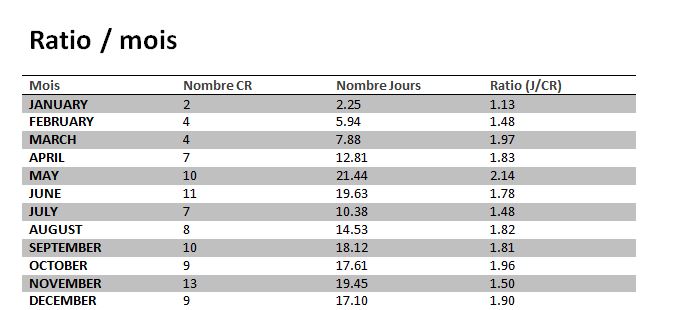 Ratio / mois
Mois Nombre CR Nombre Jours Ratio (J/CR)
JANUARY 2 2.25 1.13
FEBRUARY 4 5.94 1.48
MARCH 4 7.88 1.97
APRIL 7 12.81 1.83
MAY 10 21.44 2.14
JUNE 11 19.63 1.78
JULY 7 10.38 1.48
AUGUST 8 14.53 1.82
SEPTEMBER 10 18.12 1.81
OCTOBER 9 17.61 1.96
NOVEMBER 13 19.45 1.50
DECEMBER 9 17.10 1.90